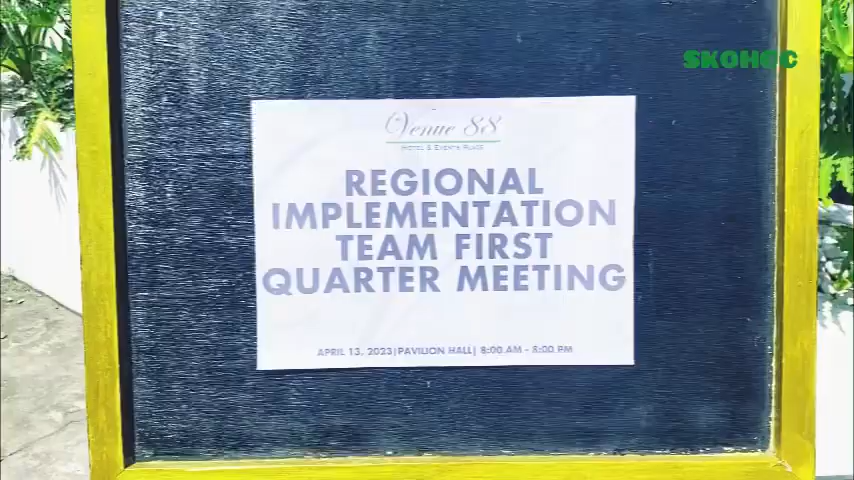 SKOHCC
Venue 88
HOTEL & EVENTS PLACE
REGIONAL
IMPLEMENTATION
TEAM FIRST
QUARTER MEETING
APRIL 13, 2023|PAVILION HALL| 8:00 AM - 8:00 PM